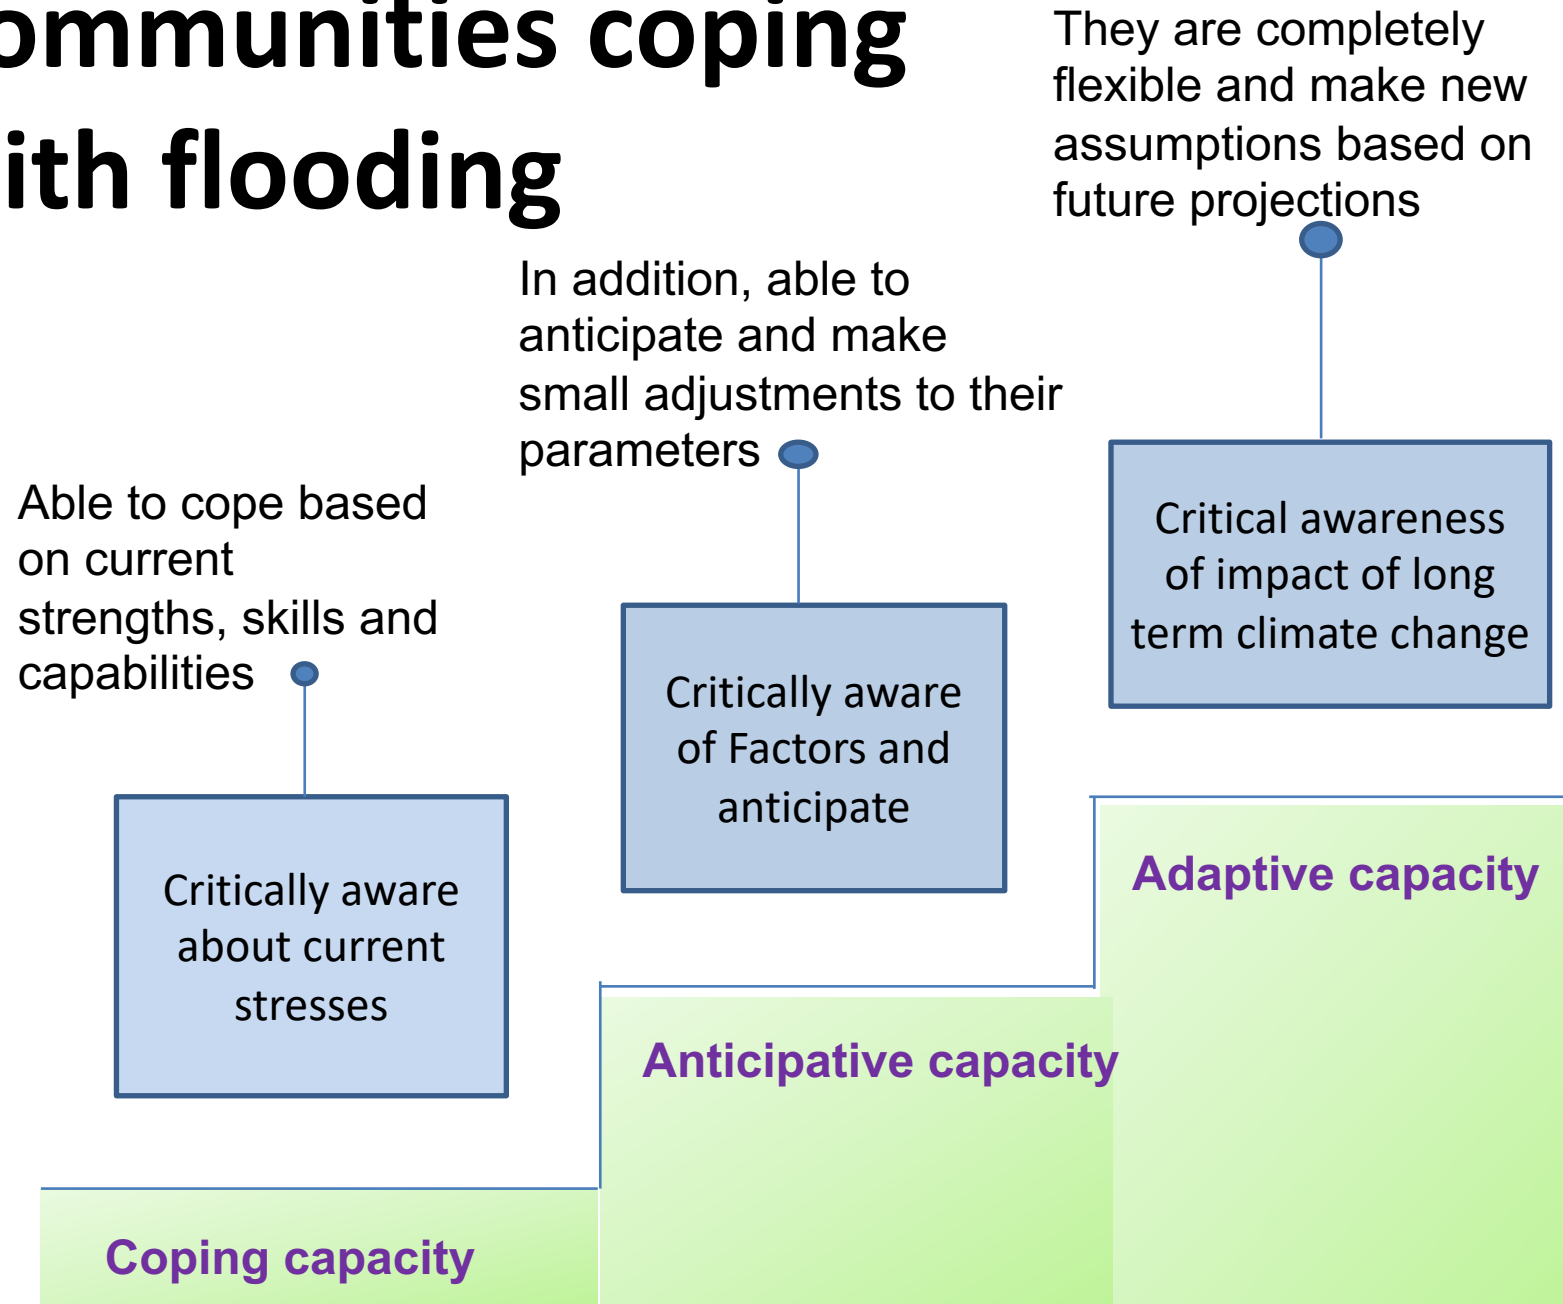 ommunities coping
ith flooding
They are completely
flexible and make new
assumptions based on
future projections
In addition, able to
anticipate and make
small adjustments to their
parameters
Able to cope based
on current
strengths, skills and
capabilities
Critical awareness
of impact of long
term climate change
Critically aware
of Factors and
anticipate
Critically aware
about current
stresses
Adaptive capacity
Anticipative capacity
Coping capacity